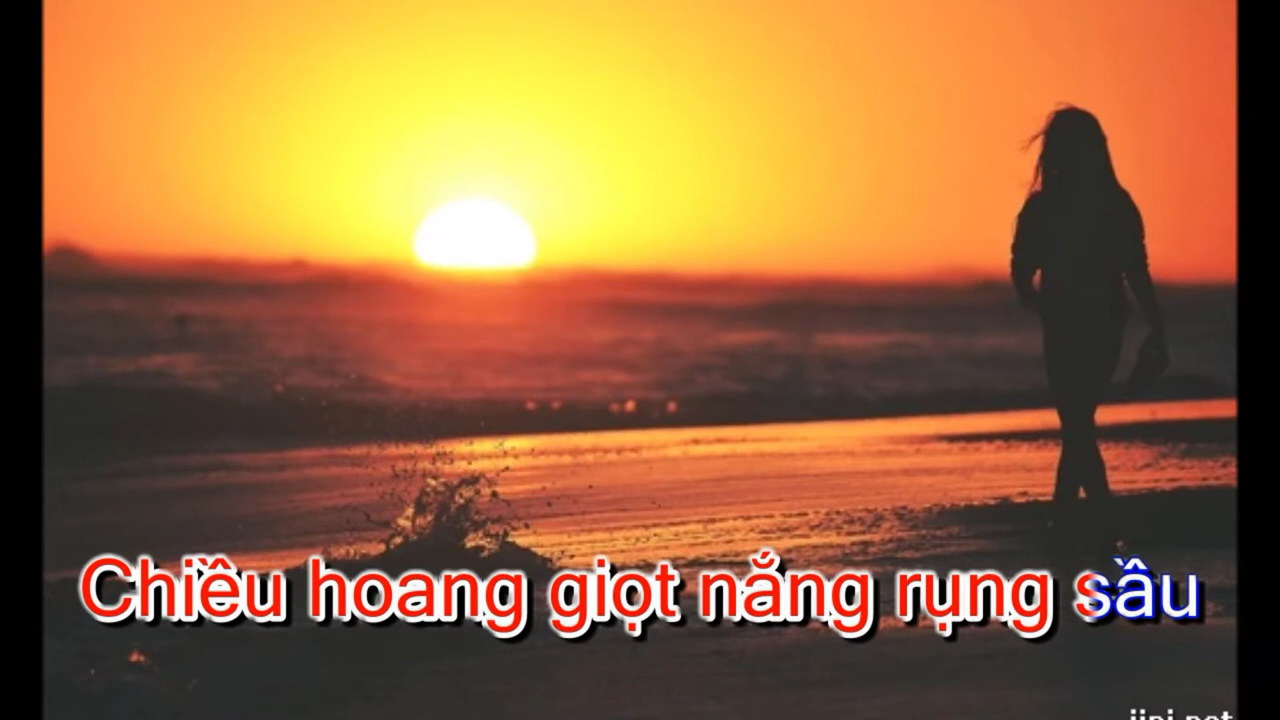 Chiều hoang giọt nắng rụng sầu